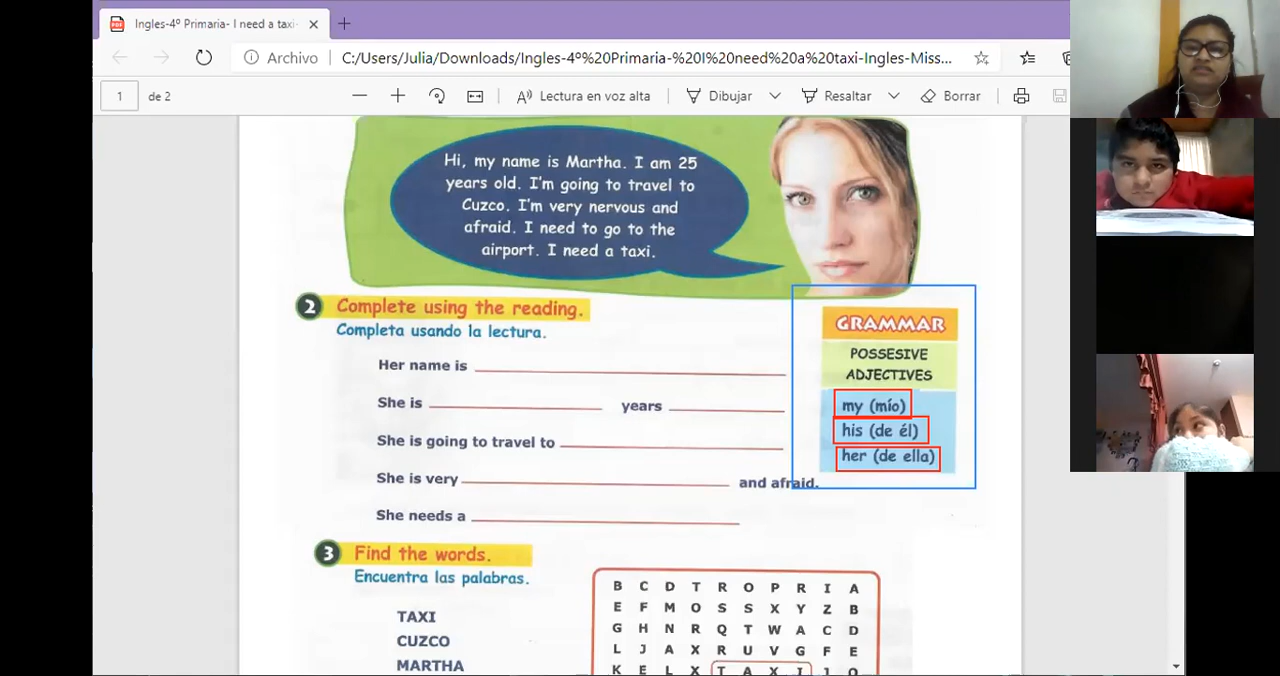 Ingles-4º Primaria- I need a taxi-
Archivo
C:/Users/Julia/Downloads/Ingles-4º%20Primaria-%20I%20need%20a%20taxi-Ingles-Miss...
1 de 2
Lectura en voz alta
Dibujar
Resaltar
Borrar
Hi, my name is Martha. I am 25
years old. I'm going to travel to
Cuzco. I'm very nervous and
afraid. I need to go to the
airport. I need a taxi.
2 Complete using the reading.
Completa usando la lectura.
Her name is
She is years
She is going to travel to
She is very and afraid.
She needs a
GRAMMAR
POSSESIVE
ADJECTIVES
my (mío)
his (de él)
her (de ella)
3 Find the words.
Encuentra las palabras.
TAXI
CUZCO
MARTHA
B C D T R O P R I A
E F M O S S X Y Z B
G H N R Q T W A C D
L J A X R U V G F E
K E L X T A X I J O